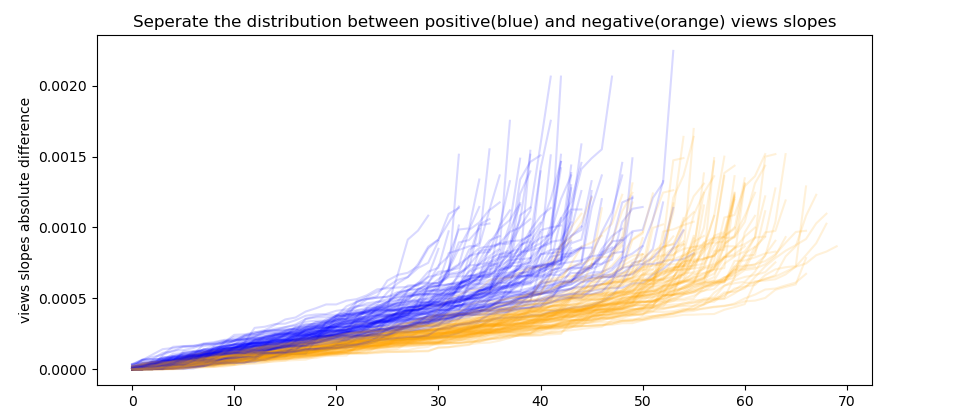 Seperate the distribution between positive(blue) and negative(orange) views slopes
views slopes absolute difference
0.0020
0.0015
0.0010
0.0005
0.0000
0 10 20 30 40 50 60 70